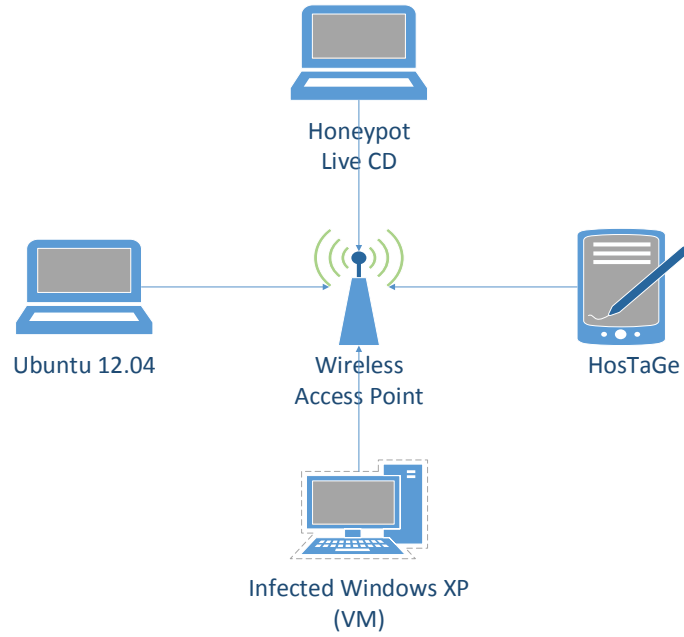 Honeypot
Live CD
Ubuntu 12.04
Wireless
Access Point
HosTaGe
Infected Windows XP
(VM)